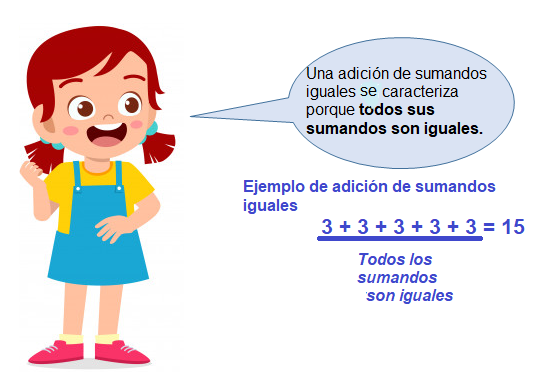 Una adición de sumandos
iguales se caracteriza
porque todos sus
sumandos son iguales.
Ejemplo de adición de sumandos
iguales
3 + 3 + 3 + 3 + 3 = 15
Todos los
sumandos
son iguales